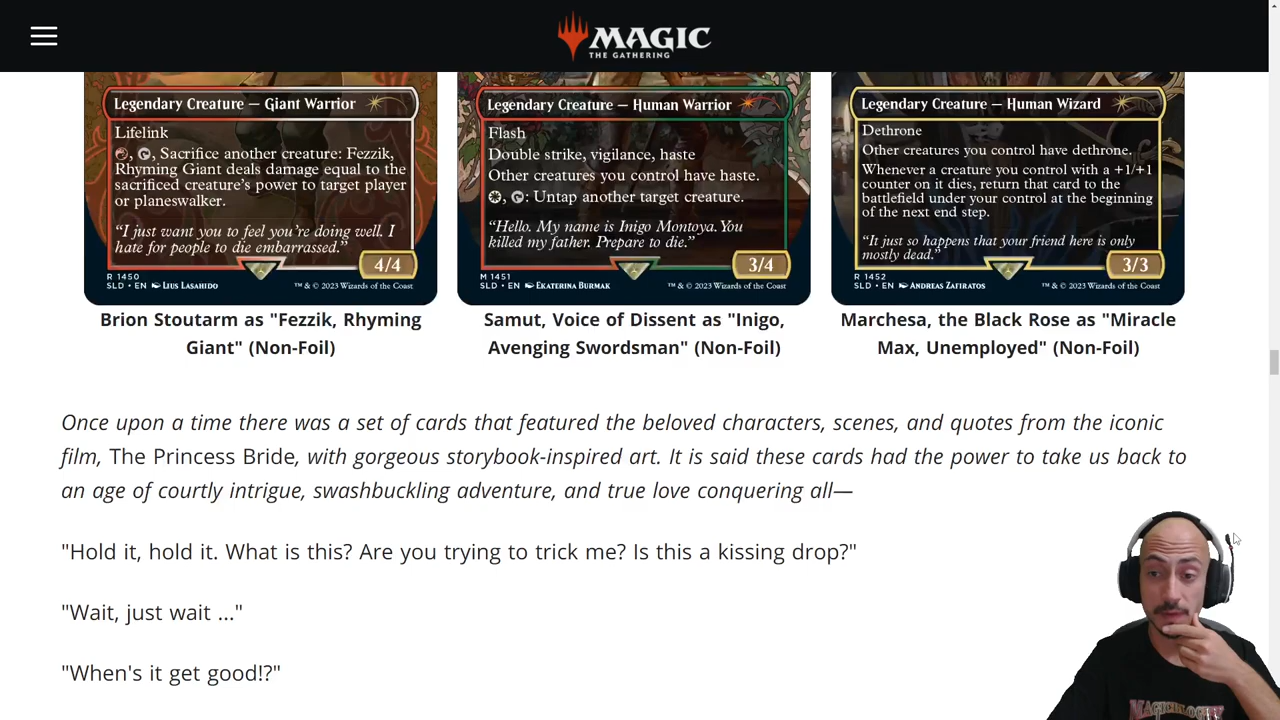 MAGIC
THE GATHERING
Legendary Creature — Giant Warrior
Lifelink
, , Sacrifice another creature: Fezzik,
Rhyming Giant deals damage equal to the
sacrificed creature's power to target player
or planeswalker.
"I just want you to feel you're doing well. I
hate for people to die embarrassed."
4/4
R 1450
SLD • EN LIUS LASAHIDO
™ & © 2023 Wizards of the Coast
Legendary Creature — Human Warrior
Flash
Double strike, vigilance, haste
Other creatures you control have haste.
, : Untap another target creature.
"Hello. My name is Inigo Montoya. You
killed my father. Prepare to die."
3/4
M 1451
SLD • EN EKATERINA BURMAK
™ & © 2023 Wizards of the Coast
Legendary Creature — Human Wizard
Dethrone
Other creatures you control have dethrone.
Whenever a creature you control with a +1/+1
counter on it dies, return that card to the
battlefield under your control at the beginning
of the next end step.
"It just so happens that your friend here is only
mostly dead."
3/3
R 1452
SLD • EN ANDREAS ZAFIRATOS
™ & © 2023 Wizards of the Coast
Brion Stoutarm as "Fezzik, Rhyming
Giant" (Non-Foil)
Samut, Voice of Dissent as "Inigo,
Avenging Swordsman" (Non-Foil)
Marchesa, the Black Rose as "Miracle
Max, Unemployed" (Non-Foil)
Once upon a time there was a set of cards that featured the beloved characters, scenes, and quotes from the iconic
film, The Princess Bride, with gorgeous storybook-inspired art. It is said these cards had the power to take us back to
an age of courtly intrigue, swashbuckling adventure, and true love conquering all—
"Hold it, hold it. What is this? Are you trying to trick me? Is this a kissing drop?"
"Wait, just wait ..."
"When's it get good!?"